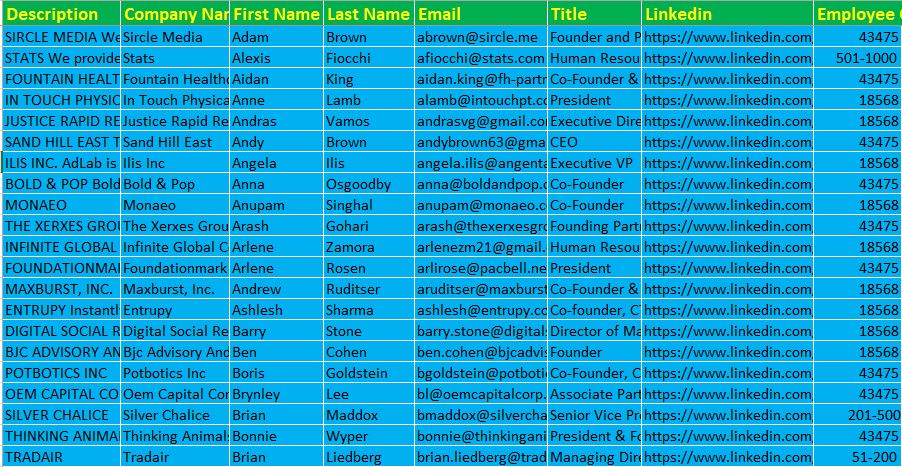 Description Company Nar First Name Last Name Email Title Linkedin Employee
SIRCLE MEDIA We Sircle Media Adam Brown abrown@sircle.me Founder and P https://www.linkedin.com, 43475
STATS We provide Stats Alexis Fiocchi afiocchi@stats.com Human Resou https://www.linkedin.com, 501-1000
FOUNTAIN HEALT Fountain Healthc Aidan King aidan.king@fh-partn Co-Founder & https://www.linkedin.com, 43475
IN TOUCH PHYSIC In Touch Physica Anne Lamb alamb@intouchpt.co President https://www.linkedin.com, 18568
JUSTICE RAPID RE Justice Rapid Re Andras Vamos andrasvg@gmail.co Executive Dire https://www.linkedin.com, 18568
SAND HILL EAST T Sand Hill East Andy Brown andybrown63@gma CEO https://www.linkedin.com, 43475
ILIS INC. AdLab is Ilis Inc Angela Ilis angela.ilis@angenta Executive VP https://www.linkedin.com, 18568
BOLD & POP Bold Bold & Pop Anna Osgoodby anna@boldandpop.c Co-Founder https://www.linkedin.com, 43475
MONAEO Monaeo Anupam Singhal anupam@monaeo.c Co-Founder https://www.linkedin.com, 18568
THE XERXES GROU The Xerxes Group Arash Gohari arash@thexerxesgr Founding Part https://www.linkedin.com, 43475
INFINITE GLOBAL Infinite Global C Arlene Zamora arlenezm21@gmail. Human Resou https://www.linkedin.com, 18568
FOUNDATIONMA Foundationmark Arlene Rosen arlirose@pacbell.ne President https://www.linkedin.com, 43475
MAXBURST, INC. Maxburst, Inc. Andrew Ruditser aruditser@maxburst Co-Founder & https://www.linkedin.com, 18568
ENTRUPY Instantl Entrupy Ashlesh Sharma ashlesh@entrupy.co Co-founder, C https://www.linkedin.com, 18568
DIGITAL SOCIAL R Digital Social Re Barry Stone barry.stone@digital Director of Ma https://www.linkedin.com, 18568
BJC ADVISORY AN Bjc Advisory And Ben Cohen ben.cohen@bjcadvis Founder https://www.linkedin.com, 18568
POTBOTICS INC Potbotics Inc Boris Goldstein bgoldstein@potboti Co-Founder, C https://www.linkedin.com, 43475
OEM CAPITAL CO Oem Capital Cor Brynley Lee bl@oemcapitalcorp. Associate Part https://www.linkedin.com, 43475
SILVER CHALICE Silver Chalice Brian Maddox bmaddox@silvercha Senior Vice Pr https://www.linkedin.com, 201-500
THINKING ANIMA Thinking Animal Bonnie Wyper bonnie@thinkingani President & Fo https://www.linkedin.com, 43475
TRADAIR Tradair Brian Liedberg brian.liedberg@trad Managing Dire https://www.linkedin.com, 51-200